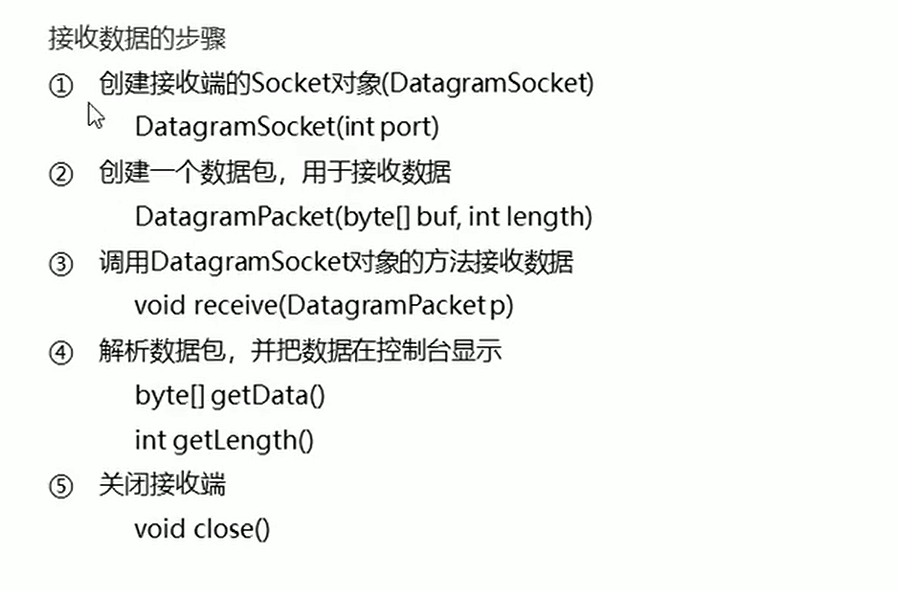 接收数据的步骤
① 创建接收端的Socket对象(DatagramSocket)
DatagramSocket(int port)
② 创建一个数据包，用于接收数据
DatagramPacket(byte[] buf, int length)
③ 调用DatagramSocket对象的方法接收数据
void receive(DatagramPacket p)
④ 解析数据包，并把数据在控制台显示
byte[] getData()
int getLength()
⑤ 关闭接收端
void close()